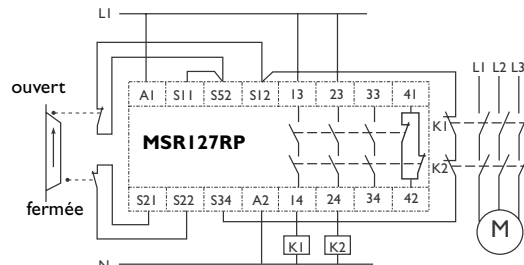 L1
ouvert
A1 S11 S52 S12 13 23 33 41
L1 L2 L3
MSR127RP
K1
K2
fermée
S21 S22 S34 A2 14 24 34 42
K1 K2
M
N